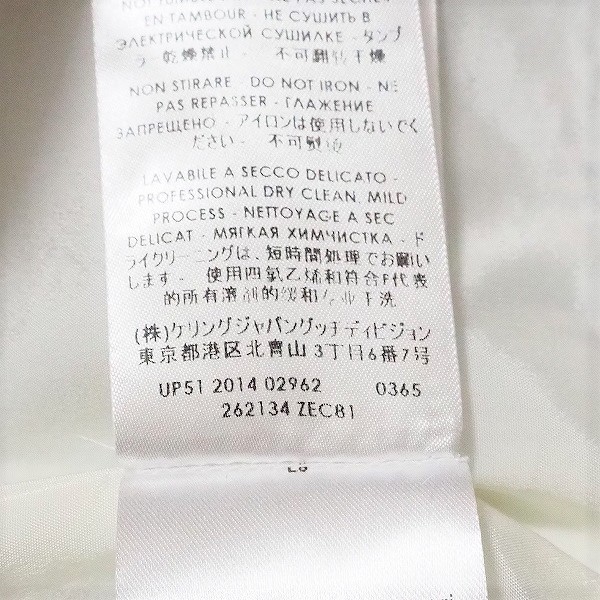 EN TAMBOUR - НЕ СУШИТЬ В
ЭЛЕКТРИЧЕСКОЙ СУШИЛКЕ - タンブ
ラー乾燥禁止 - 不可翻转干燥
NON STIRARE - DO NOT IRON - NE
PAS REPASSER - ГЛАЖЕНИЕ
ЗАПРЕЩЕНО - アイロンは使用しないでく
ださい - 不可熨烫
LAVABILE A SECCO DELICATO -
PROFESSIONAL DRY CLEAN, MILD
PROCESS - NETTOYAGE A SEC
DELICAT - МЯГКАЯ ХИМЧИСТКА - ド
ライクリーニングは、短時間処理でお願い
します - 使用四氯乙烯和符合F代表
的所有溶剂的缓和专业干洗
(株)ケリングジャパングッチディビジョン
東京都港区北青山3丁目6番7号
UP51 2014 02962 0365
262134 ZEC81